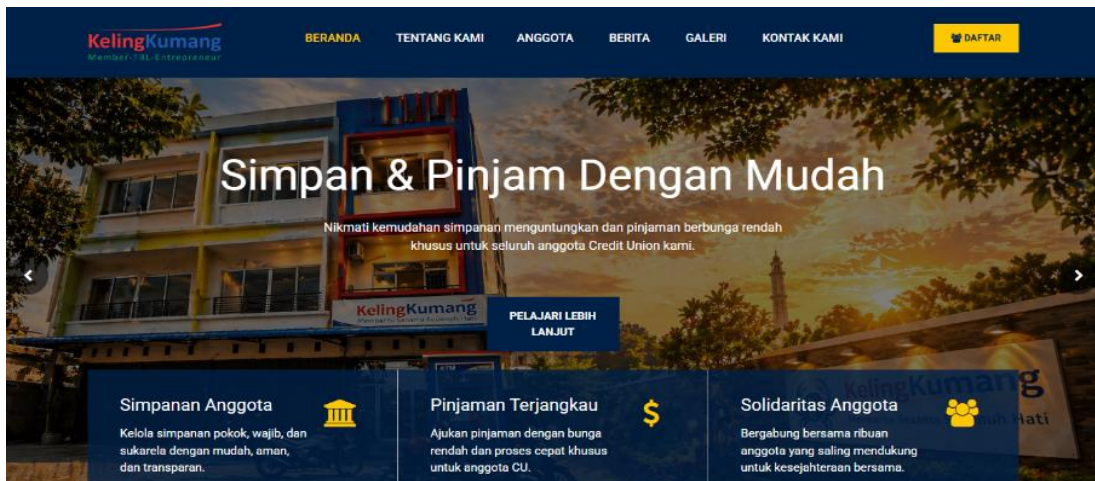 KelingKumang
Member-TBL-Entrepreneur
BERANDA
TENTANG KAMI
ANGGOTA
BERITA
GALERI
KONTAK KAMI
DAFTAR
Simpan & Pinjam Dengan Mudah
Nikmati kemudahan simpanan menguntungkan dan pinjaman berbunga rendah
khusus untuk seluruh anggota Credit Union kami.
KelingKumang
PELAJARI LEBIH
LANJUT
ATM
KelingKumang
Hati
Simpanan Anggota
Kelola simpanan pokok, wajib, dan
sukarela dengan mudah, aman,
dan transparan.
Pinjaman Terjangkau
Ajukan pinjaman dengan bunga
rendah dan proses cepat khusus
untuk anggota CU.
Solidaritas Anggota
Bergabung bersama ribuan
anggota yang saling mendukung
untuk kesejahteraan bersama.